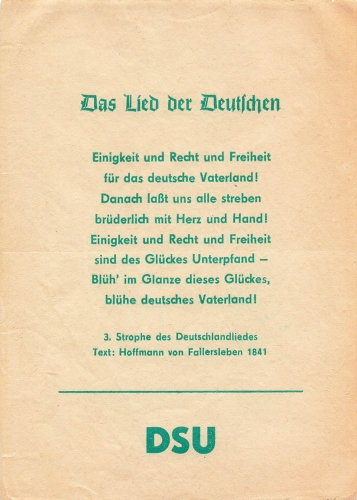 Das Lied der Deutschen
Einigkeit und Recht und Freiheit
für das deutsche Vaterland!
Danach laßt uns alle streben
brüderlich mit Herz und Hand!
Einigkeit und Recht und Freiheit
sind des Glückes Unterpfand –
Blüh' im Glanze dieses Glückes,
blühe deutsches Vaterland!
3. Strophe des Deutschlandliedes
Text: Hoffmann von Fallersleben 1841
DSU